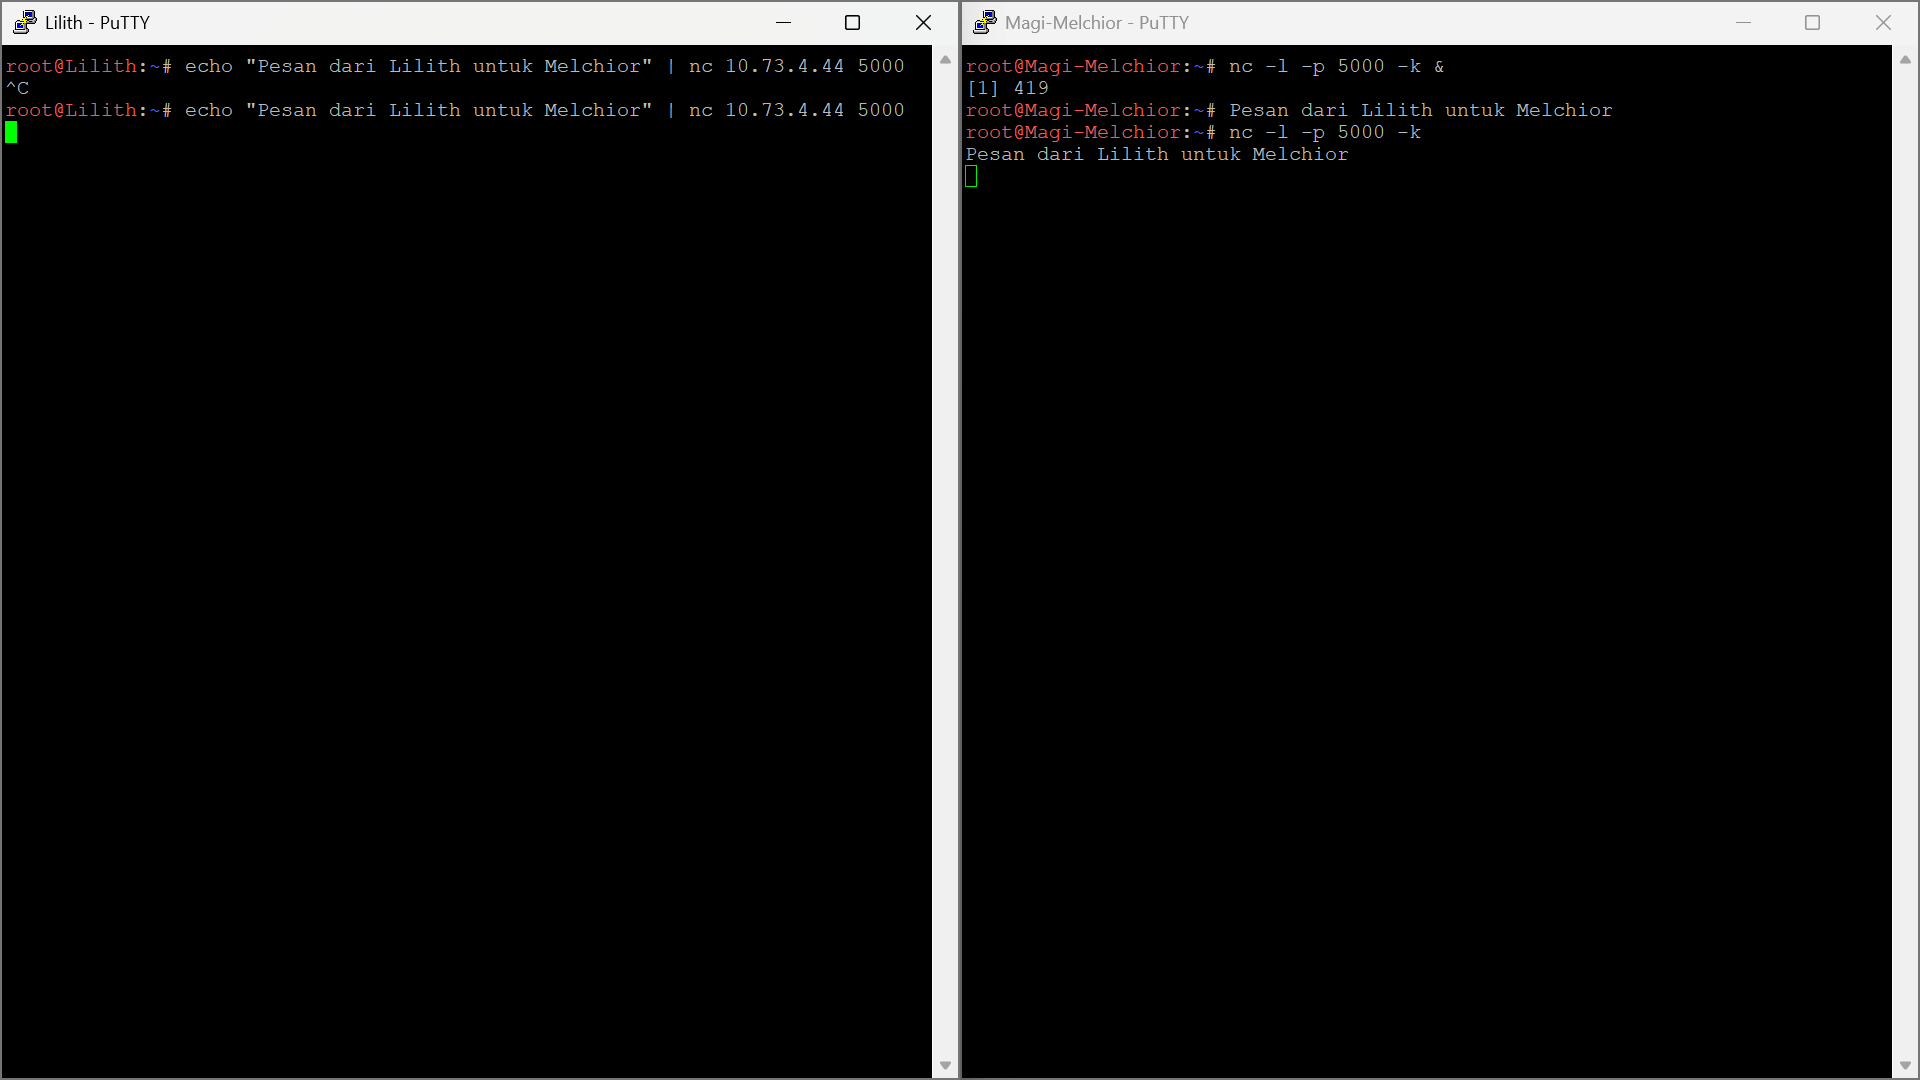 Lilith - PuTTY
root@Lilith:~# echo "Pesan dari Lilith untuk Melchior" | nc 10.73.4.44 5000
^C
root@Lilith:~# echo "Pesan dari Lilith untuk Melchior" | nc 10.73.4.44 5000
Magi-Melchior - PuTTY
root@Magi-Melchior:~# nc -l -p 5000 -k &
[1] 419
root@Magi-Melchior:~# Pesan dari Lilith untuk Melchior
root@Magi-Melchior:~# nc -l -p 5000 -k
Pesan dari Lilith untuk Melchior